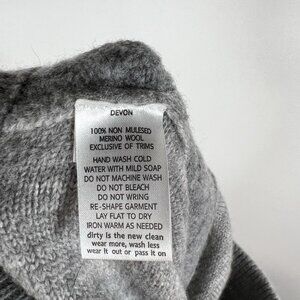 DEVON
100% NON MULESED
MERINO WOOL
EXCLUSIVE OF TRIMS
HAND WASH COLD
WATER WITH MILD SOAP
DO NOT MACHINE WASH
DO NOT BLEACH
DO NOT WRING
RE-SHAPE GARMENT
LAY FLAT TO DRY
IRON WARM AS NEEDED
dirty is the new clean
wear more, wash less
wear it out or pass it on